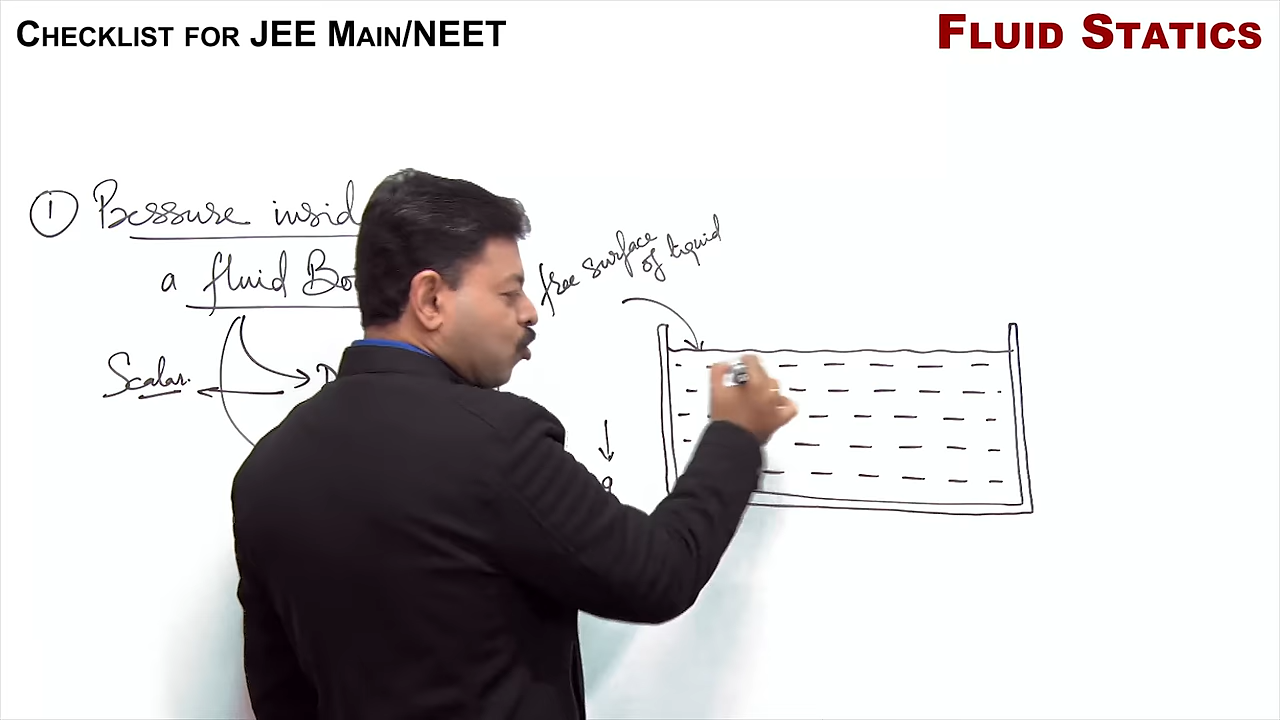 CHECKLIST FOR JEE MAIN/NEET
FLUID STATICS
1 Pressure insid
a fluid Bo
Scalar.
free surface
of liquid
g